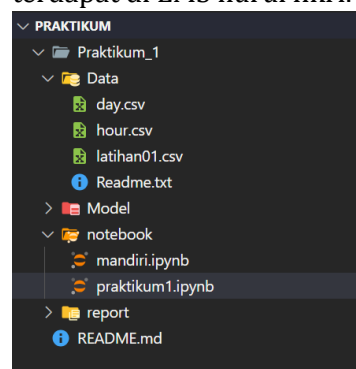 PRAKTIKUM
Praktikum_1
Data
day.csv
hour.csv
latihan01.csv
Readme.txt
Model
notebook
mandiri.ipynb
praktikum1.ipynb
report
README.md